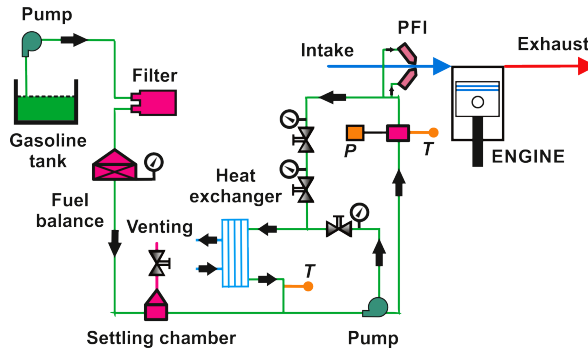 Pump
PFI
Intake
Exhaust
Filter
Gasoline
tank
P
T
ENGINE
Heat
exchanger
Fuel
balance
Venting
T
Settling chamber
Pump